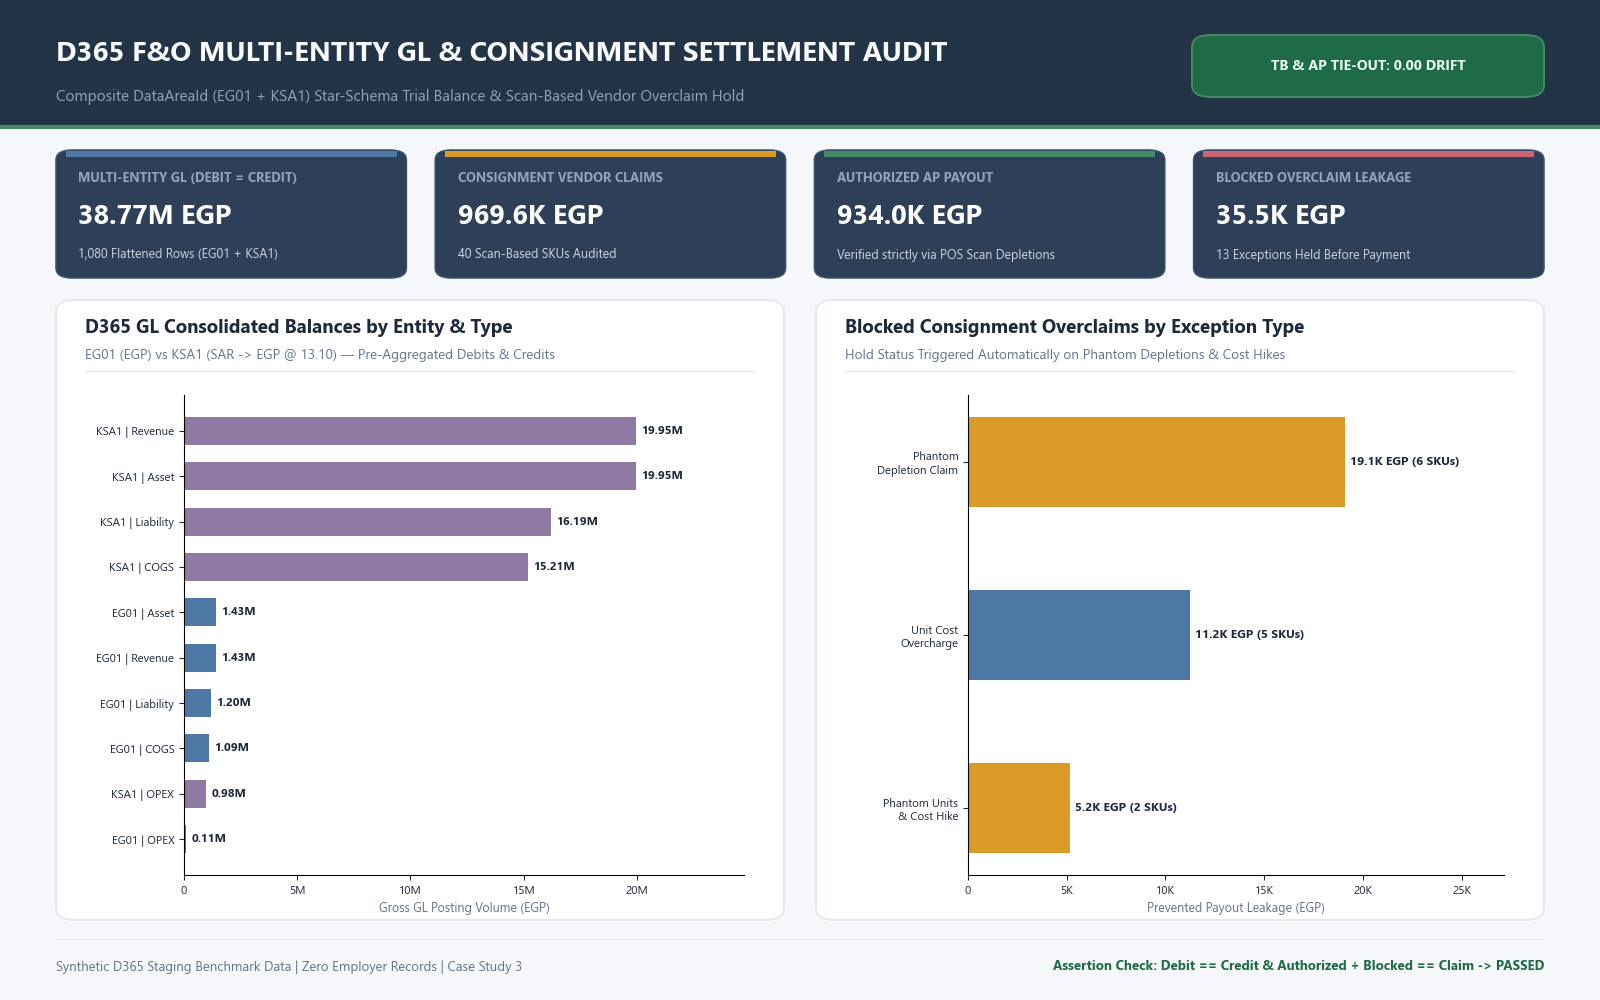 D365 F&O MULTI-ENTITY GL & CONSIGNMENT SETTLEMENT AUDIT
Composite DataAreaId (EG01 + KSA1) Star-Schema Trial Balance & Scan-Based Vendor Overclaim Hold
TB & AP TIE-OUT: 0.00 DRIFT
MULTI-ENTITY GL (DEBIT = CREDIT)
38.77M EGP
1,080 Flattened Rows (EG01 + KSA1)
CONSIGNMENT VENDOR CLAIMS
969.6K EGP
40 Scan-Based SKUs Audited
AUTHORIZED AP PAYOUT
934.0K EGP
Verified strictly via POS Scan Depletions
BLOCKED OVERCLAIM LEAKAGE
35.5K EGP
13 Exceptions Held Before Payment
D365 GL Consolidated Balances by Entity & Type
EG01 (EGP) vs KSA1 (SAR -> EGP @ 13.10) — Pre-Aggregated Debits & Credits
KSA1 | Revenue 19.95M
KSA1 | Asset 19.95M
KSA1 | Liability 16.19M
KSA1 | COGS 15.21M
EG01 | Asset 1.43M
EG01 | Revenue 1.43M
EG01 | Liability 1.20M
EG01 | COGS 1.09M
KSA1 | OPEX 0.98M
EG01 | OPEX 0.11M
0 5M 10M 15M 20M
Gross GL Posting Volume (EGP)
Blocked Consignment Overclaims by Exception Type
Hold Status Triggered Automatically on Phantom Depletions & Cost Hikes
Phantom
Depletion Claim
19.1K EGP (6 SKUs)
Unit Cost
Overcharge
11.2K EGP (5 SKUs)
Phantom Units
& Cost Hike
5.2K EGP (2 SKUs)
0 5K 10K 15K 20K 25K
Prevented Payout Leakage (EGP)
Synthetic D365 Staging Benchmark Data | Zero Employer Records | Case Study 3
Assertion Check: Debit == Credit & Authorized + Blocked == Claim -> PASSED